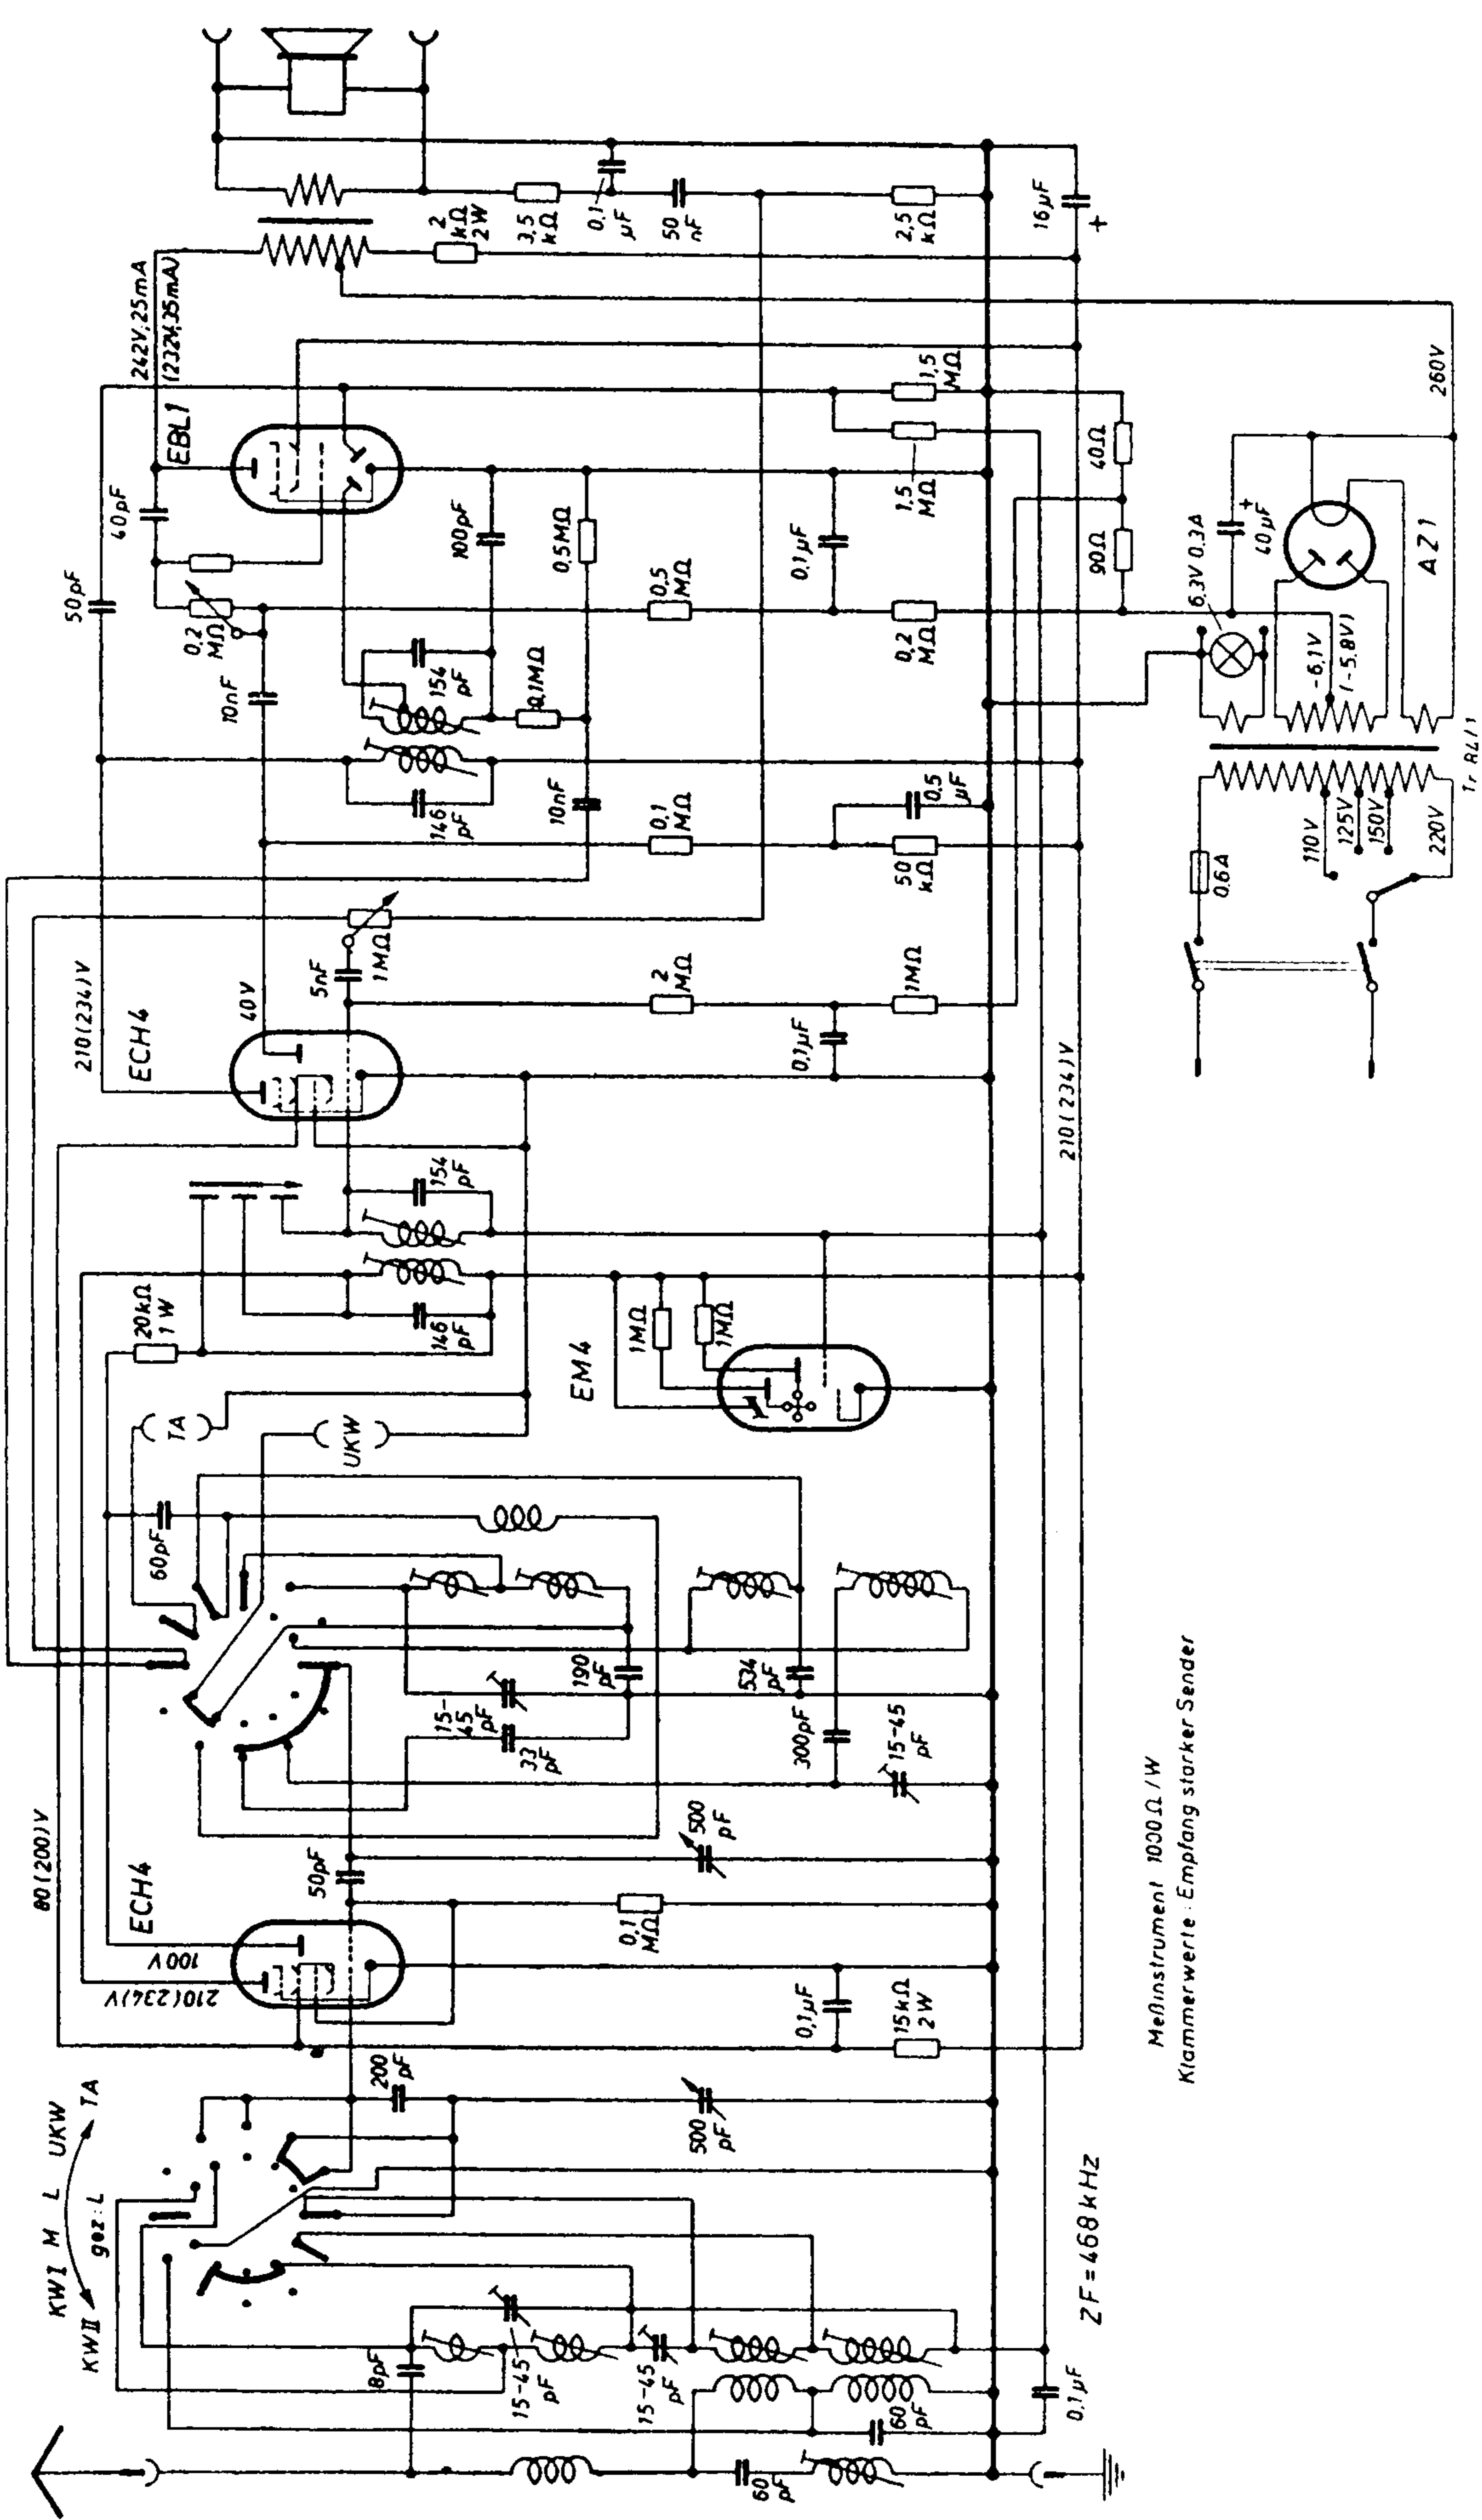 KWI M L UKW
KWII TA
gez: L
80(200)V
ECH4
100V
210(234)V
200 pF
50pF
8pF
15-45 pF
15-45 pF
60 pF
60 pF
0,1µF
500 pF
0,1 MΩ
0,1µF
15kΩ 2W
500 pF
ZF=468kHz
Meßinstrument 1000Ω/W
Klammerwerte: Empfang starker Sender
60pF
15-45 pF
33 pF
190 pF
534 pF
300pF
15-45 pF
TA
UKW
20kΩ 1W
146 pF
154 pF
EM4
1MΩ
1MΩ
210(234)V
ECH4
40V
5nF
1MΩ
2 MΩ
0,1µF
1MΩ
210(234)V
10nF
146 pF
154 pF
0,1MΩ
10nF
0,1 MΩ
50 kΩ
0,5 µF
50pF
40pF
0,2 MΩ
EBL1
242V;25mA
(232V;35mA)
100pF
0,5MΩ
0,5 MΩ
0,1µF
0,2 MΩ
1,5 MΩ
1,5 MΩ
90Ω
40Ω
2 kΩ 2W
3,5 kΩ
0,1 µF
50 nF
2,5 kΩ
16µF
+
0,6A
110V
125V
150V
220V
6,3V 0,3A
-6,1V
(-5,8V)
40µF
+
AZ1
260V
Tr RL/1